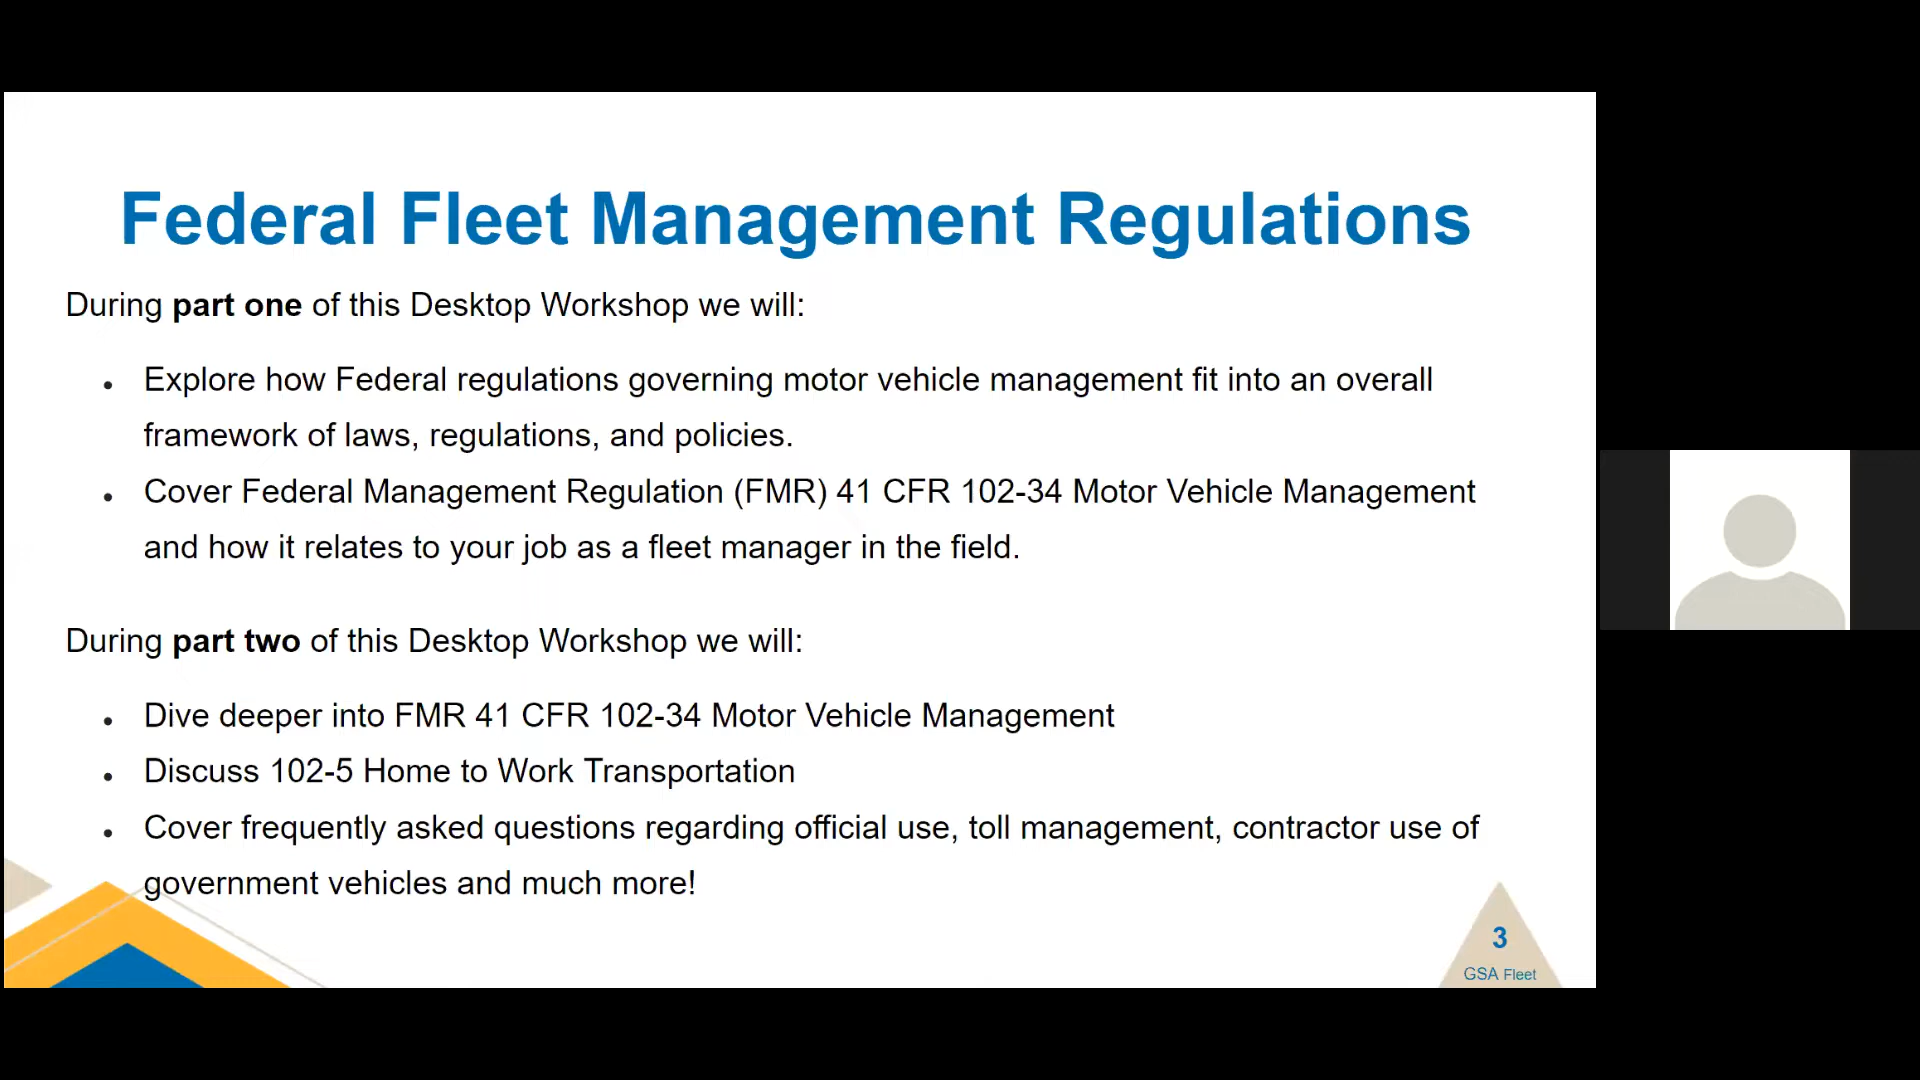 Federal Fleet Management Regulations
During part one of this Desktop Workshop we will:
• Explore how Federal regulations governing motor vehicle management fit into an overall
framework of laws, regulations, and policies.
• Cover Federal Management Regulation (FMR) 41 CFR 102-34 Motor Vehicle Management
and how it relates to your job as a fleet manager in the field.
During part two of this Desktop Workshop we will:
• Dive deeper into FMR 41 CFR 102-34 Motor Vehicle Management
• Discuss 102-5 Home to Work Transportation
• Cover frequently asked questions regarding official use, toll management, contractor use of
government vehicles and much more!
3
GSA Fleet